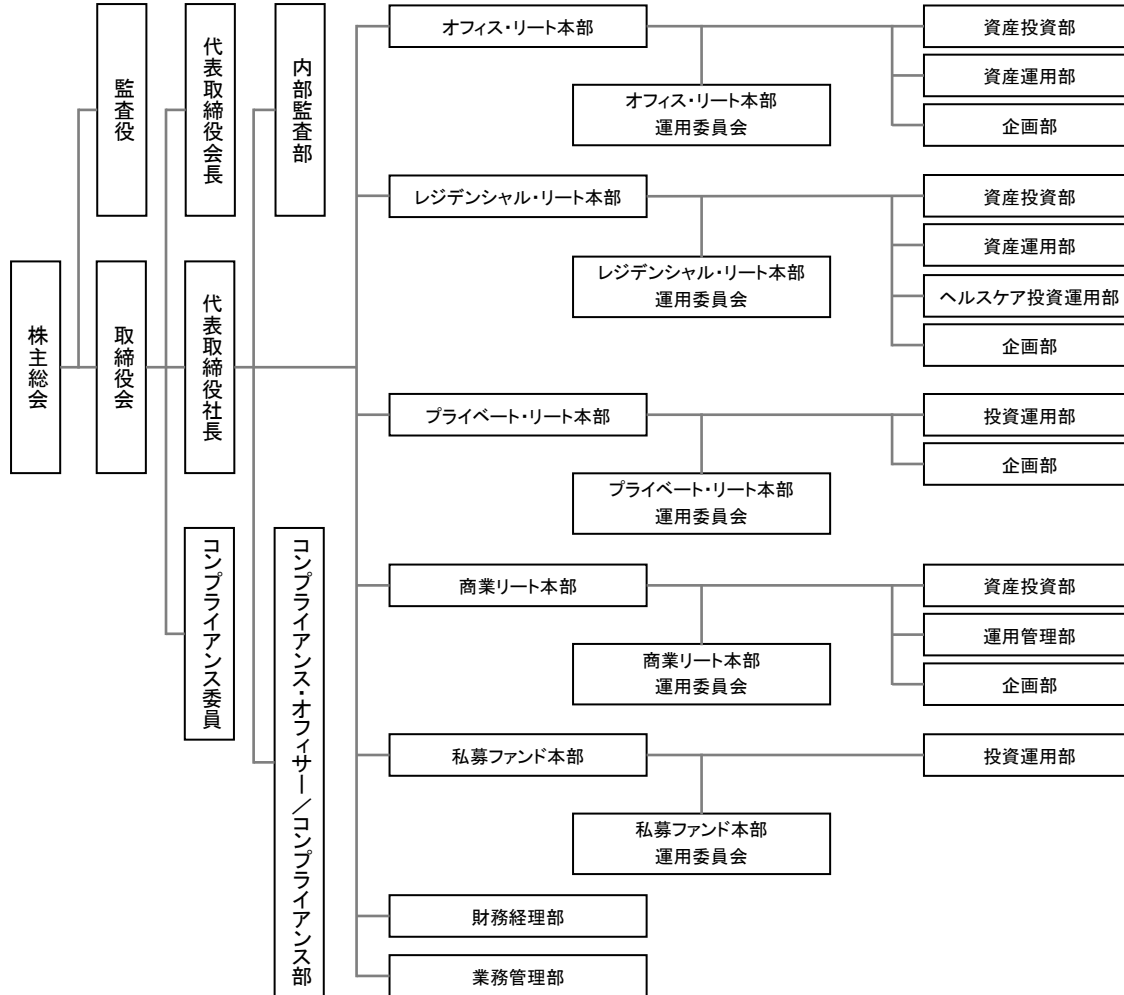 株主総会
監査役
取締役会
代表取締役会長
代表取締役社長
コンプライアンス委員
内部監査部
コンプライアンス・オフィサー／コンプライアンス部
オフィス・リート本部
オフィス・リート本部
運用委員会
資産投資部
資産運用部
企画部
レジデンシャル・リート本部
レジデンシャル・リート本部
運用委員会
資産投資部
資産運用部
ヘルスケア投資運用部
企画部
プライベート・リート本部
プライベート・リート本部
運用委員会
投資運用部
企画部
商業リート本部
商業リート本部
運用委員会
資産投資部
運用管理部
企画部
私募ファンド本部
私募ファンド本部
運用委員会
投資運用部
財務経理部
業務管理部